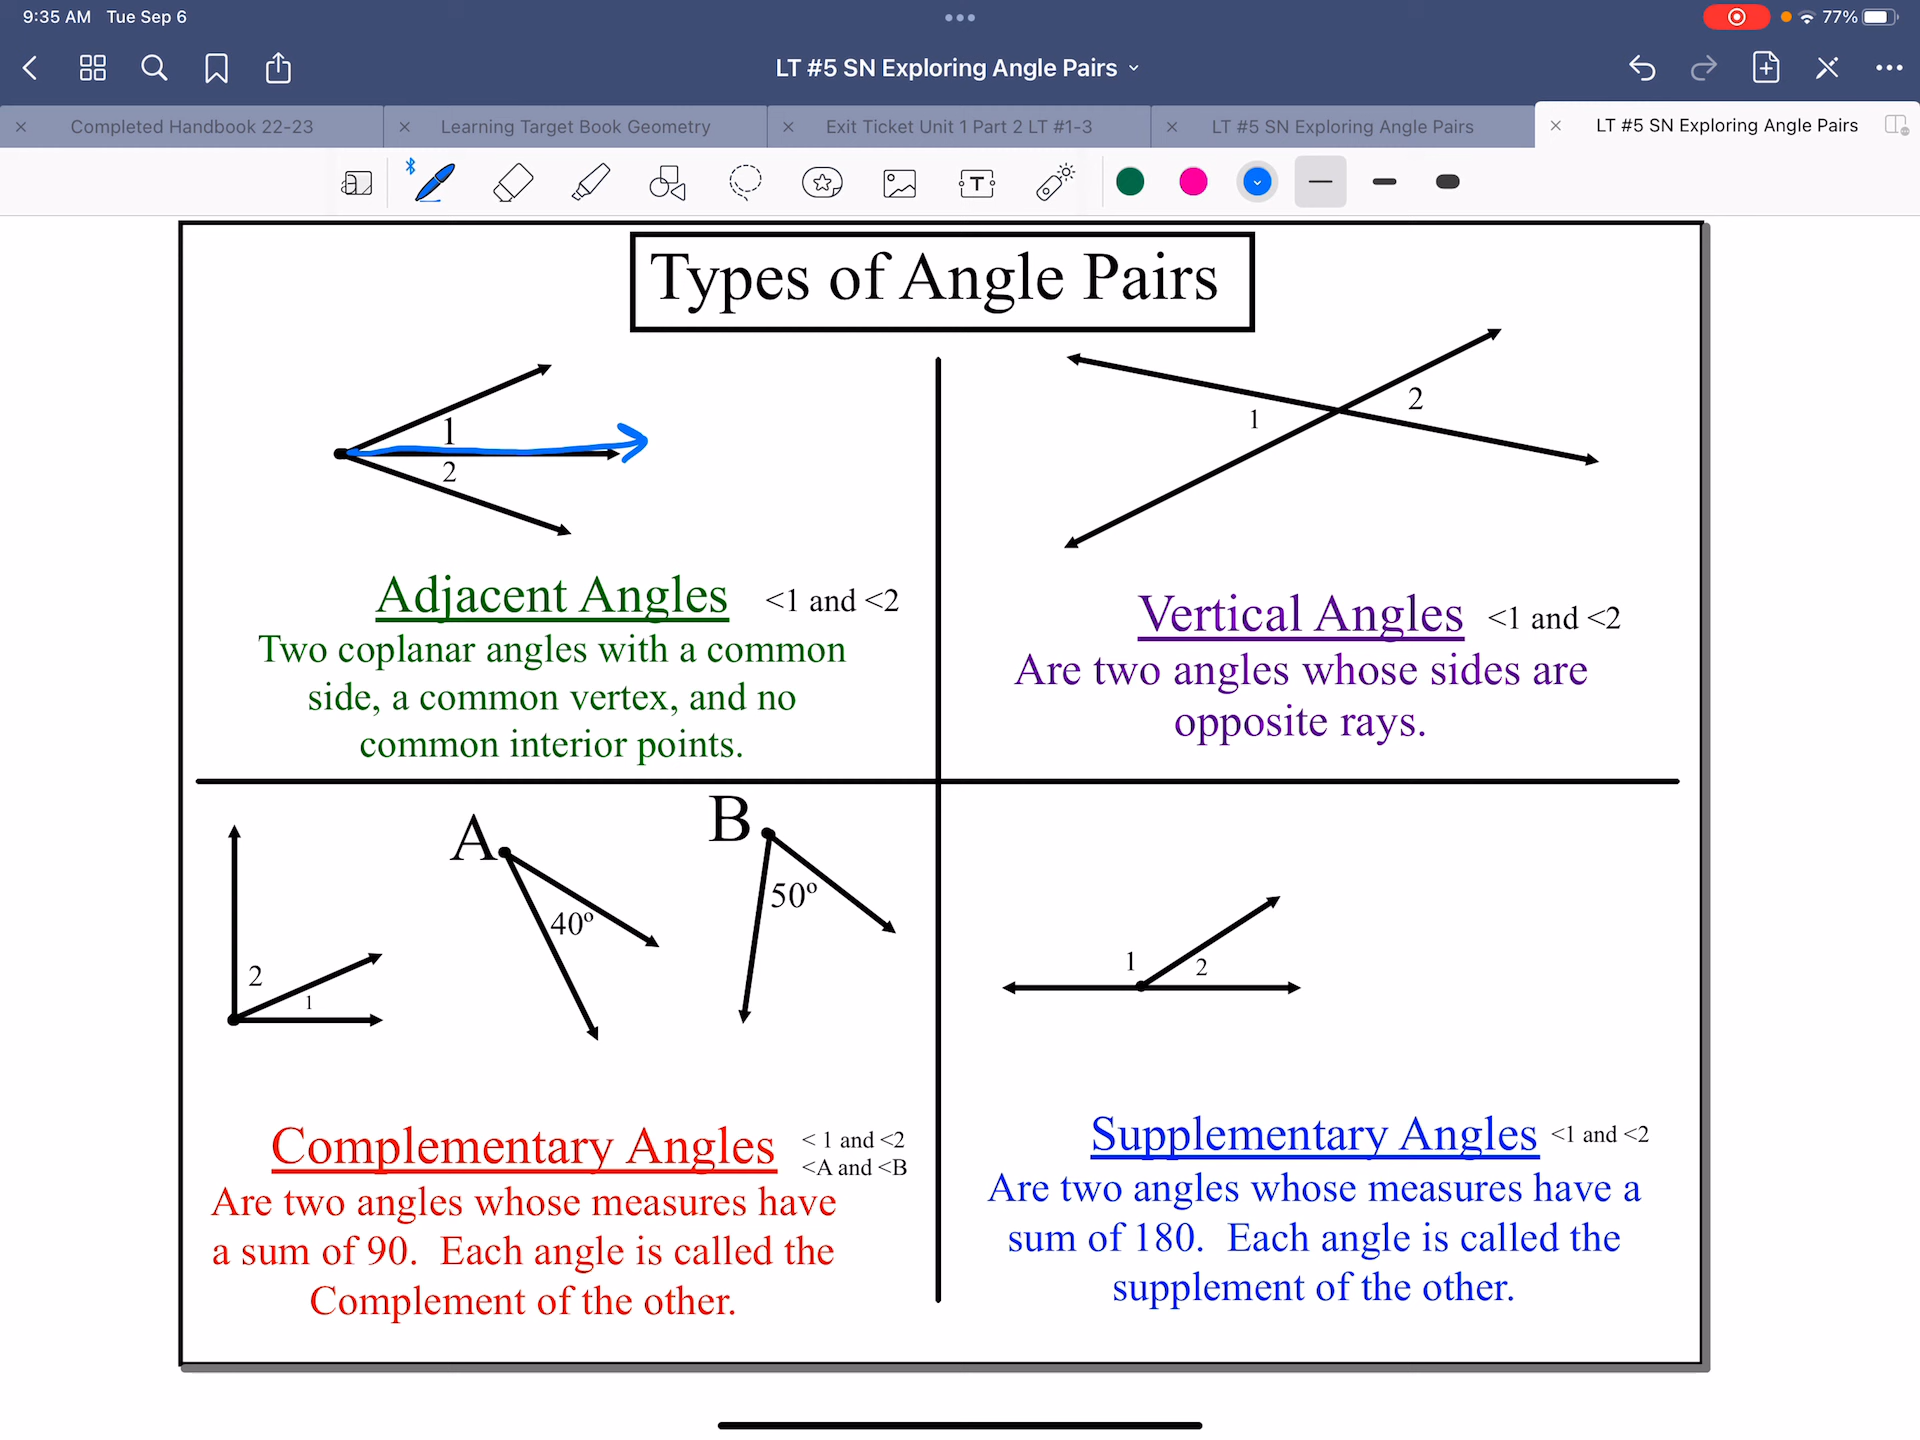 9:35 AM Tue Sep 6
77%
LT #5 SN Exploring Angle Pairs
Completed Handbook 22-23
Learning Target Book Geometry
Exit Ticket Unit 1 Part 2 LT #1-3
LT #5 SN Exploring Angle Pairs
LT #5 SN Exploring Angle Pairs
Types of Angle Pairs
1
2
1
2
Adjacent Angles <1 and <2
Two coplanar angles with a common
side, a common vertex, and no
common interior points.
Vertical Angles <1 and <2
Are two angles whose sides are
opposite rays.
2
1
A
40º
B
50º
1
2
Complementary Angles < 1 and <2
<A and <B
Are two angles whose measures have
a sum of 90. Each angle is called the
Complement of the other.
Supplementary Angles <1 and <2
Are two angles whose measures have a
sum of 180. Each angle is called the
supplement of the other.